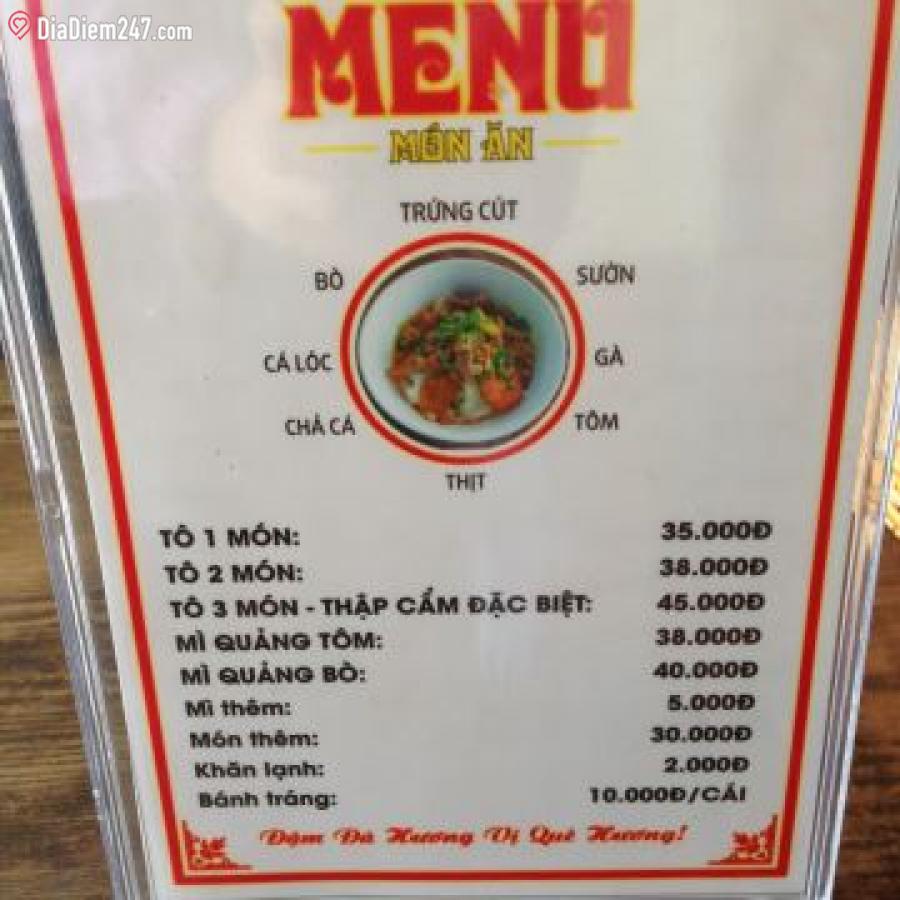 DiaDiem247.com
MENU
MÓN ĂN
TRỨNG CÚT
BÒ
SƯỜN
CÁ LÓC
GÀ
CHẢ CÁ
TÔM
THỊT
TÔ 1 MÓN: 35.000Đ
TÔ 2 MÓN: 38.000Đ
TÔ 3 MÓN - THẬP CẨM ĐẶC BIỆT: 45.000Đ
MÌ QUẢNG TÔM: 38.000Đ
MÌ QUẢNG BÒ: 40.000Đ
Mì thêm: 5.000Đ
Món thêm: 30.000Đ
Khăn lạnh: 2.000Đ
Bánh tráng: 10.000Đ/CÁI
Đậm Đà Hương Vị Quê Hương!